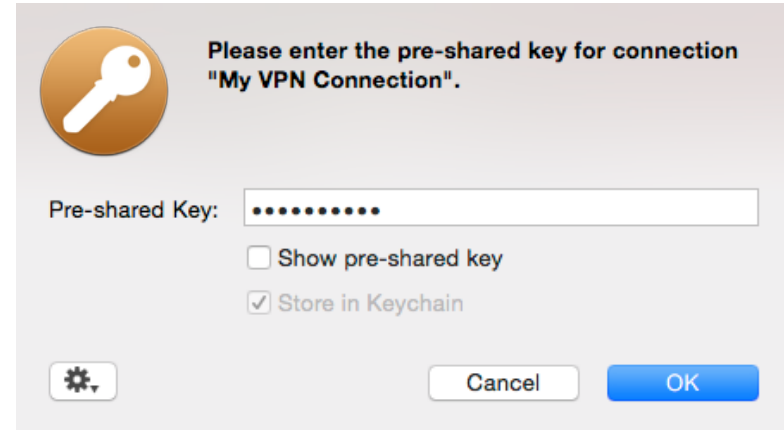 Please enter the pre-shared key for connection
"My VPN Connection".
Pre-shared Key: ••••••••••
Show pre-shared key
Store in Keychain
Cancel OK